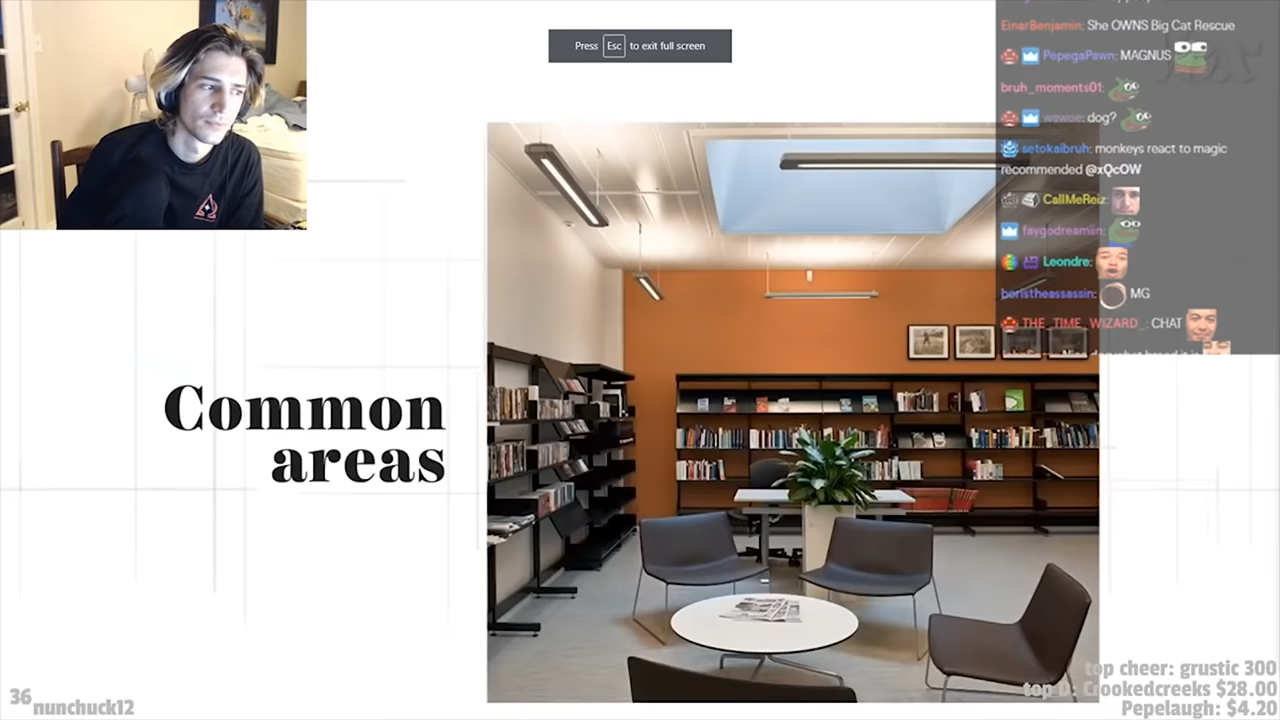 Press Esc to exit full screen
EinarBenjamin: She OWNS Big Cat Rescue
PepegaPawn: MAGNUS
bruh_moments01:
wewoe: dog?
setokaibruh: monkeys react to magic
recommended @xQcOW
CallMeReiz:
faygodreamiin:
Leondre:
beristheassassin: MG
THE_TIME_WIZARD_: CHAT
Common
areas
36 nunchuck12
top cheer: grustic 300
top D: Crookedcreeks $28.00
Pepelaugh: $4.20